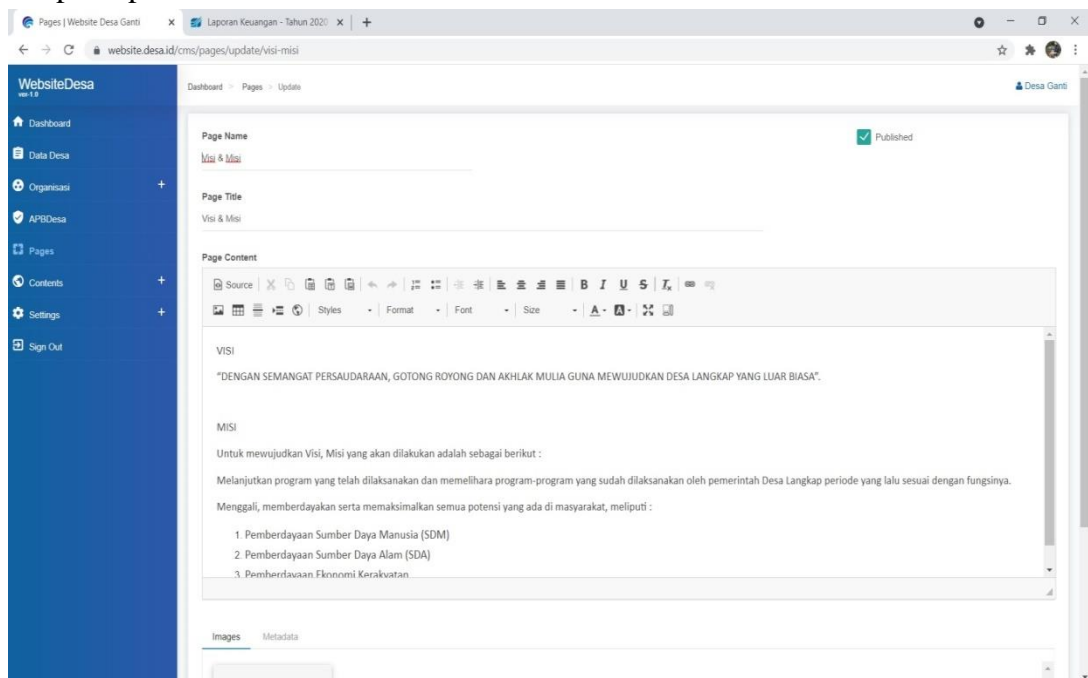 Pages | Website Desa Ganti
Laporan Keuangan - Tahun 2020
website.desa.id/cms/pages/update/visi-misi
WebsiteDesa
ver-1.0
Dashboard > Pages > Update
Desa Ganti
Dashboard
Data Desa
Organisasi +
APBDesa
Pages
Contents +
Settings +
Sign Out
Page Name
Published
Visi & Misi
Page Title
Visi & Misi
Page Content
Source
B I U S Tx
Styles Format Font Size A A
VISI
“DENGAN SEMANGAT PERSAUDARAAN, GOTONG ROYONG DAN AKHLAK MULIA GUNA MEWUJUDKAN DESA LANGKAP YANG LUAR BIASA”.
MISI
Untuk mewujudkan Visi, Misi yang akan dilakukan adalah sebagai berikut :
Melanjutkan program yang telah dilaksanakan dan memelihara program-program yang sudah dilaksanakan oleh pemerintah Desa Langkap periode yang lalu sesuai dengan fungsinya.
Menggali, memberdayakan serta memaksimalkan semua potensi yang ada di masyarakat, meliputi :
1. Pemberdayaan Sumber Daya Manusia (SDM)
2. Pemberdayaan Sumber Daya Alam (SDA)
3. Pemberdayaan Ekonomi Kerakyatan
Images Metadata